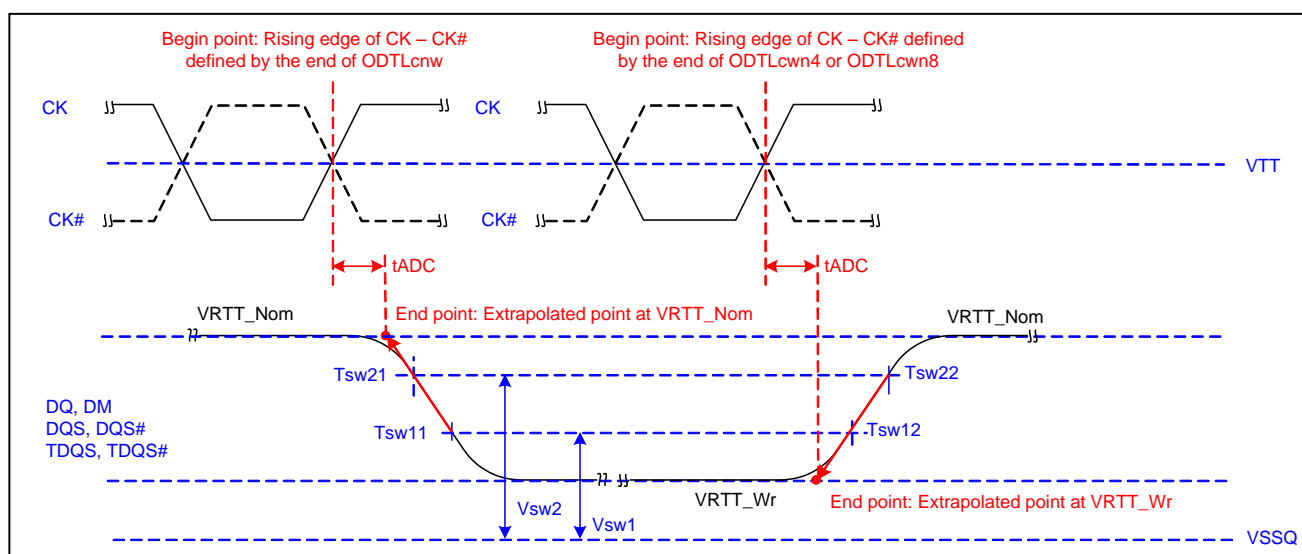 Begin point: Rising edge of CK – CK#
defined by the end of ODTLcnw
Begin point: Rising edge of CK – CK# defined
by the end of ODTLcwn4 or ODTLcwn8
CK
CK
VTT
CK#
CK#
tADC
tADC
VRTT_Nom
End point: Extrapolated point at VRTT_Nom
VRTT_Nom
Tsw21
Tsw22
DQ, DM
DQS, DQS#
TDQS, TDQS#
Tsw11
Tsw12
VRTT_Wr
End point: Extrapolated point at VRTT_Wr
Vsw2
Vsw1
VSSQ